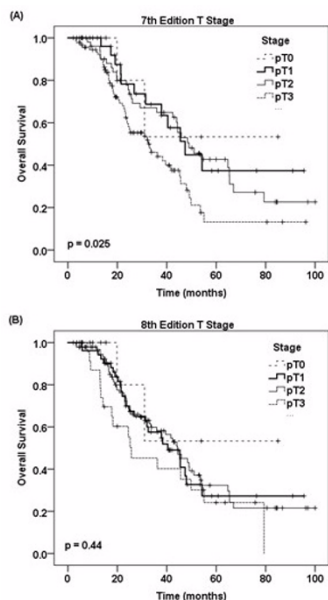 (A)
7th Edition T Stage
1.0
0.8
0.6
0.4
0.2
0.0
Overall Survival
Stage
pT0
pT1
pT2
pT3
p = 0.025
0 20 40 60 80 100
Time (months)
(B)
8th Edition T Stage
1.0
0.8
0.6
0.4
0.2
0.0
Overall Survival
Stage
pT0
pT1
pT2
pT3
p = 0.44
0 20 40 60 80 100
Time (months)